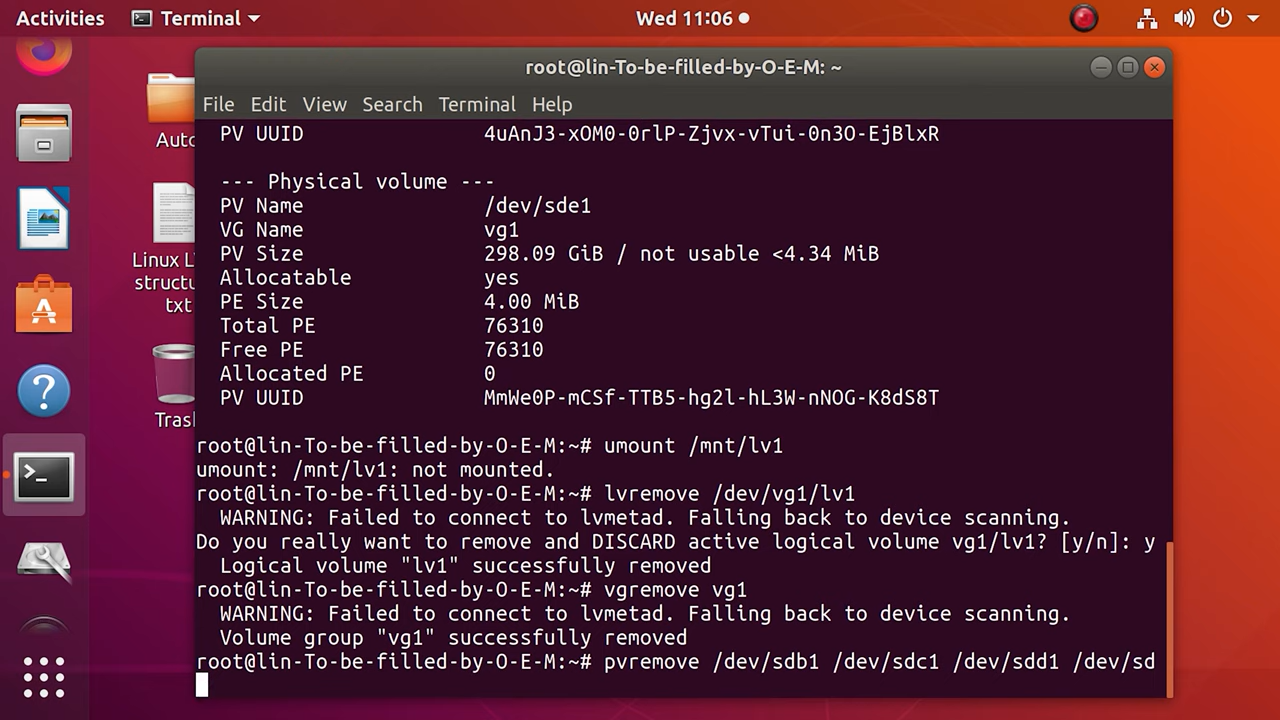 Activities
Terminal
Wed 11:06
root@lin-To-be-filled-by-O-E-M: ~
File Edit View Search Terminal Help
Auto
Linux L
structu
txt
Tras
PV UUID 4uAnJ3-xOM0-0rlP-Zjvx-vTui-0n3O-EjBlxR
--- Physical volume ---
PV Name /dev/sde1
VG Name vg1
PV Size 298.09 GiB / not usable <4.34 MiB
Allocatable yes
PE Size 4.00 MiB
Total PE 76310
Free PE 76310
Allocated PE 0
PV UUID MmWe0P-mCSf-TTB5-hg2l-hL3W-nNOG-K8dS8T
root@lin-To-be-filled-by-O-E-M:~# umount /mnt/lv1
umount: /mnt/lv1: not mounted.
root@lin-To-be-filled-by-O-E-M:~# lvremove /dev/vg1/lv1
WARNING: Failed to connect to lvmetad. Falling back to device scanning.
Do you really want to remove and DISCARD active logical volume vg1/lv1? [y/n]: y
Logical volume "lv1" successfully removed
root@lin-To-be-filled-by-O-E-M:~# vgremove vg1
WARNING: Failed to connect to lvmetad. Falling back to device scanning.
Volume group "vg1" successfully removed
root@lin-To-be-filled-by-O-E-M:~# pvremove /dev/sdb1 /dev/sdc1 /dev/sdd1 /dev/sd